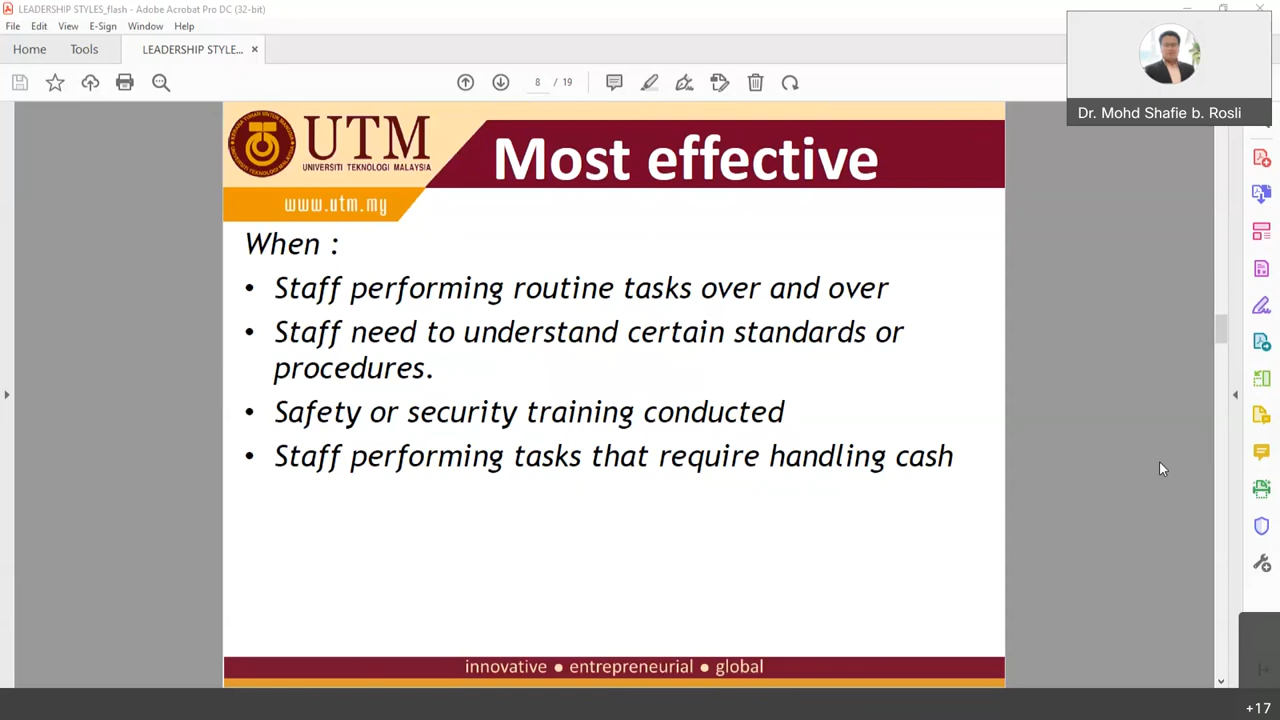 LEADERSHIP STYLES_flash - Adobe Acrobat Pro DC (32-bit)
File Edit View E-Sign Window Help
Home Tools LEADERSHIP STYLE... ×
8 / 19
Dr. Mohd Shafie b. Rosli
UTM
UNIVERSITI TEKNOLOGI MALAYSIA
www.utm.my
Most effective
When :
• Staff performing routine tasks over and over
• Staff need to understand certain standards or
procedures.
• Safety or security training conducted
• Staff performing tasks that require handling cash
innovative ● entrepreneurial ● global
+17